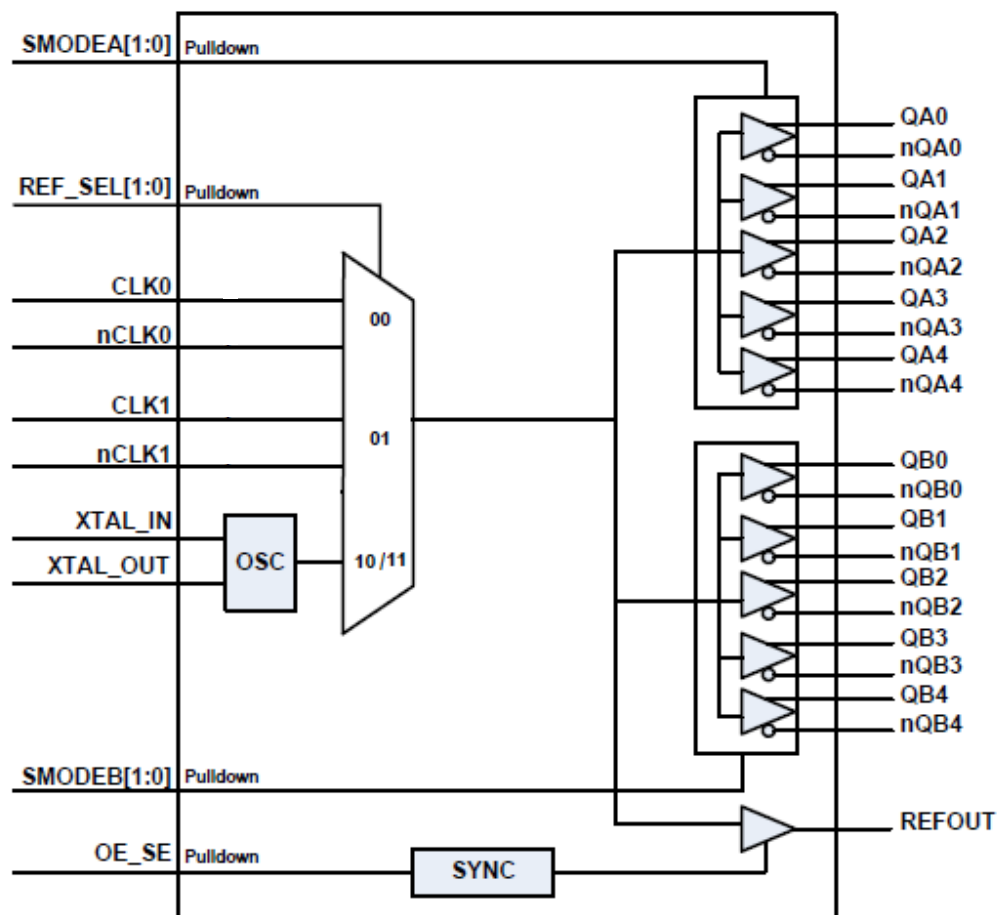 SMODEA[1:0] Pulldown
QA0
nQA0
REF_SEL[1:0] Pulldown
QA1
nQA1
QA2
nQA2
CLK0
00
QA3
nCLK0
nQA3
QA4
nQA4
CLK1
01
nCLK1
QB0
nQB0
XTAL_IN
QB1
OSC
10 /11
nQB1
XTAL_OUT
QB2
nQB2
QB3
nQB3
QB4
nQB4
SMODEB[1:0] Pulldown
REFOUT
OE_SE Pulldown
SYNC